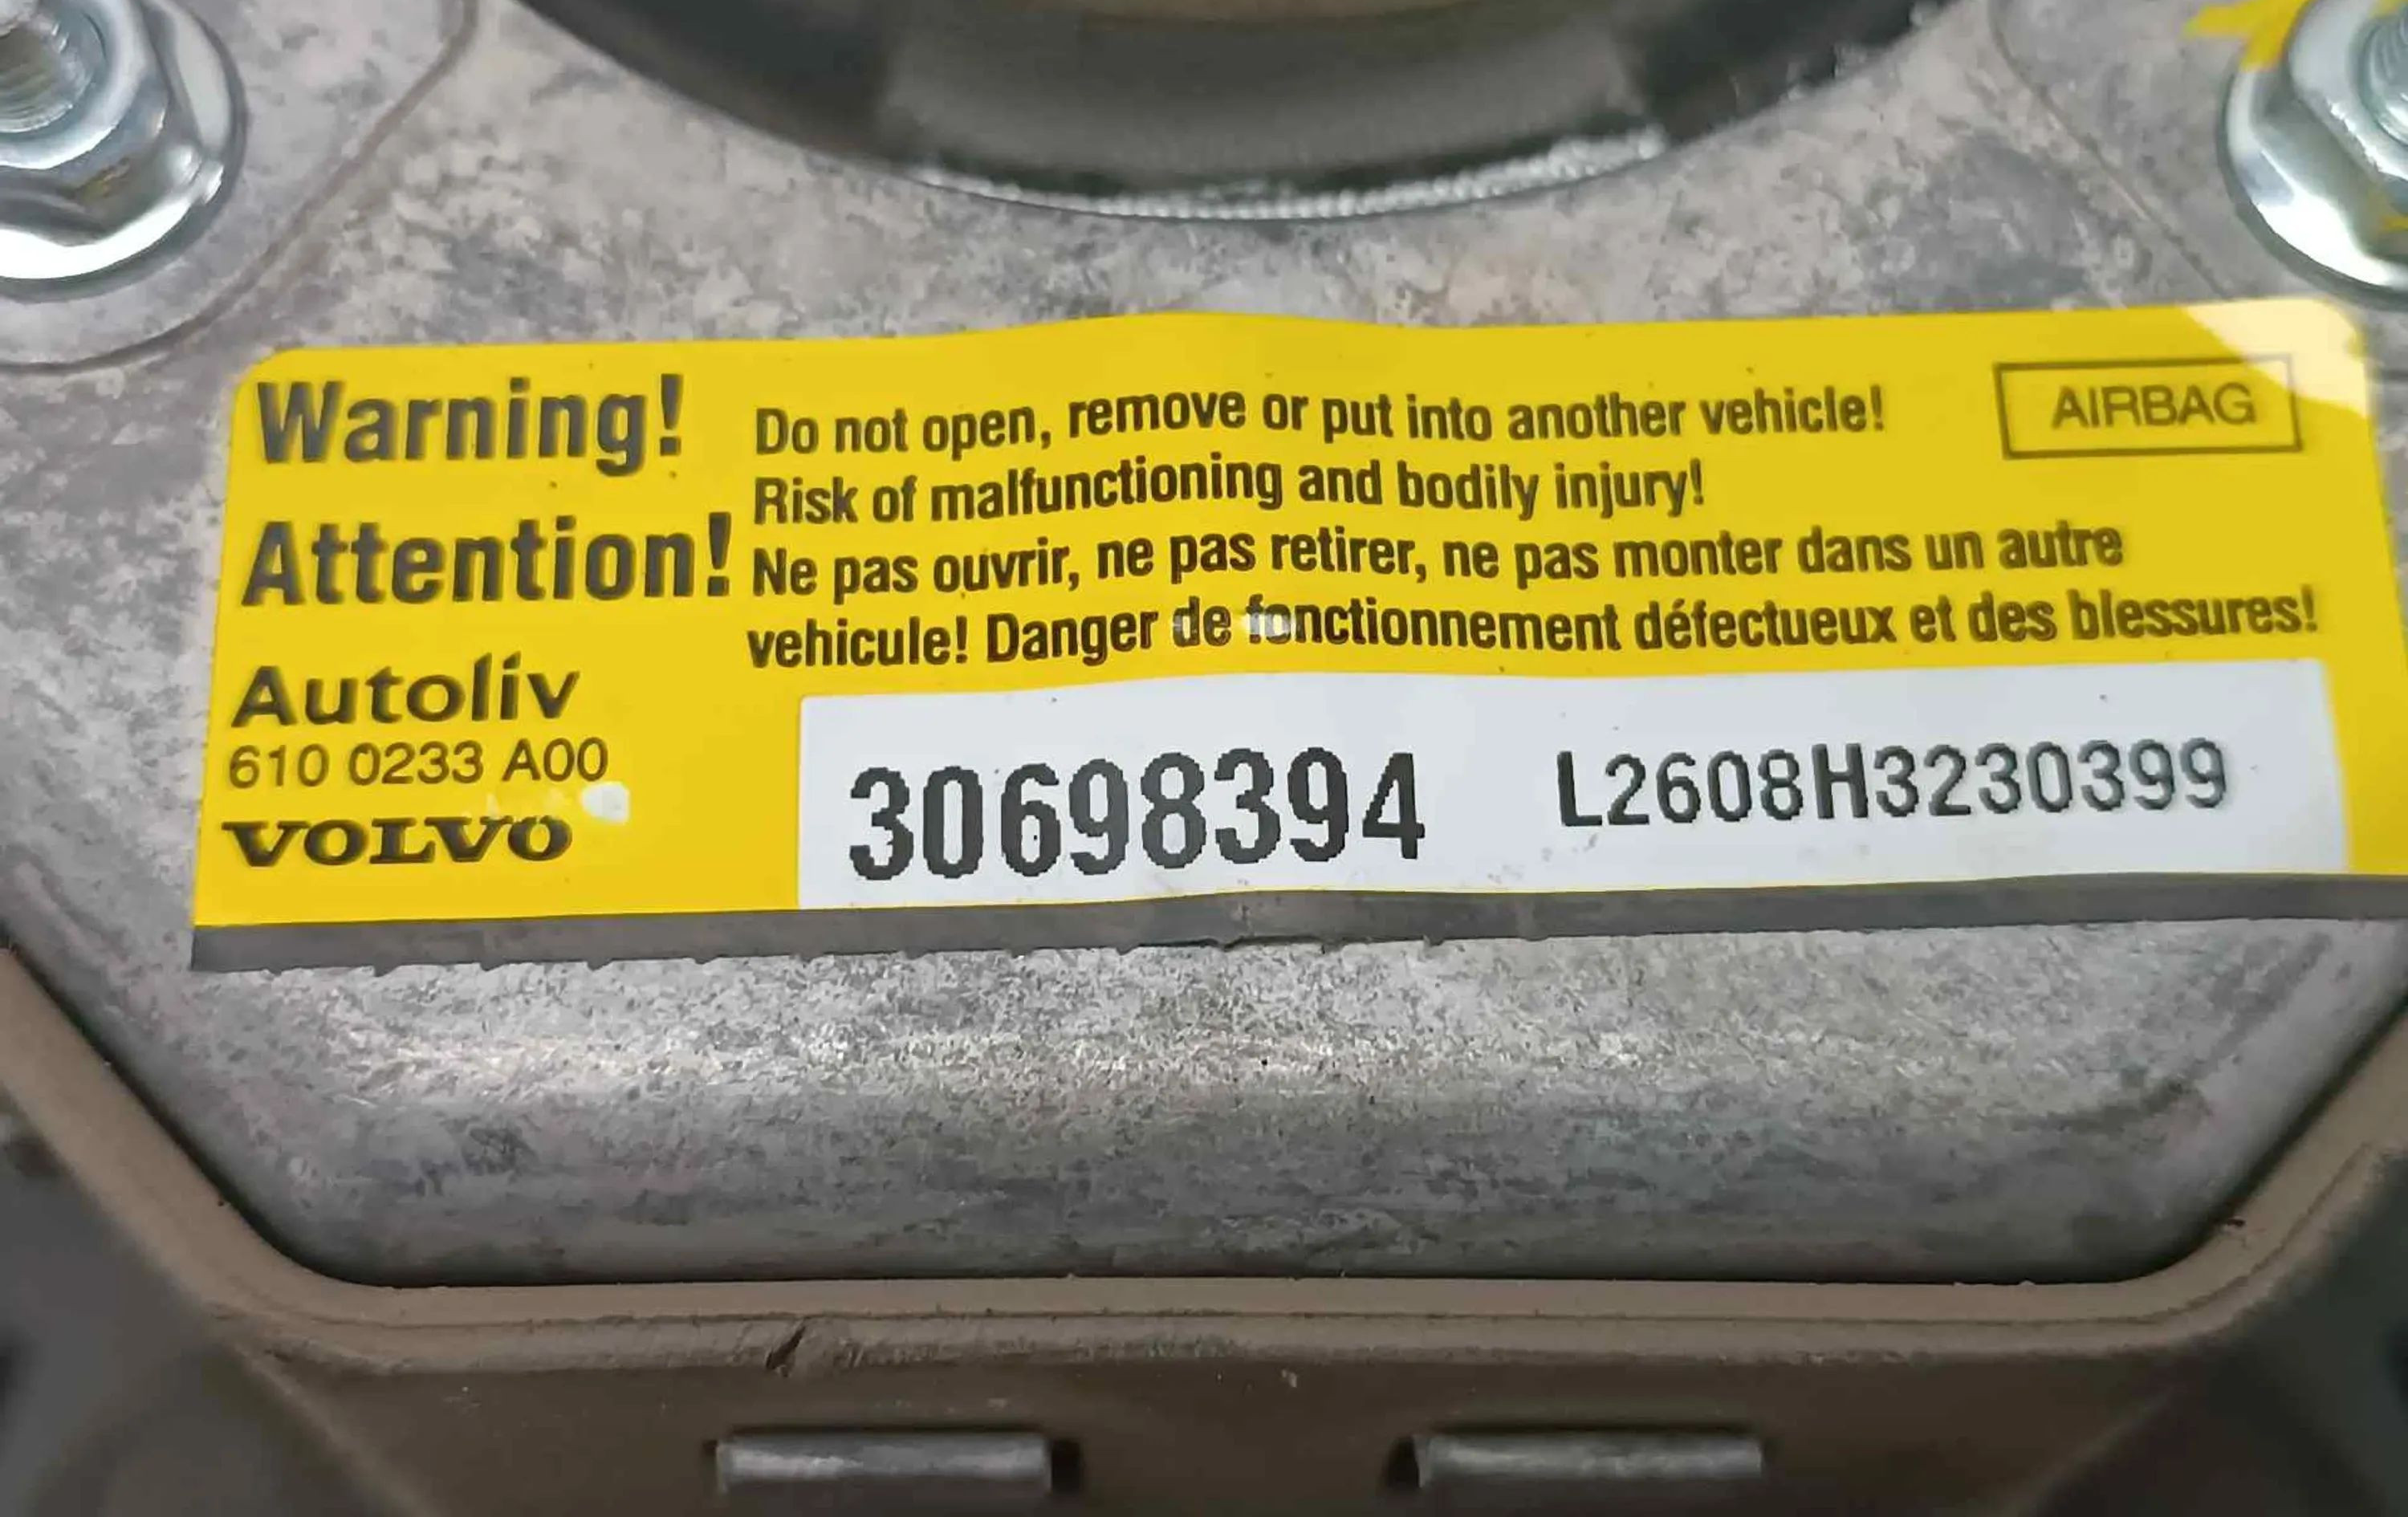 Warning!
Do not open, remove or put into another vehicle!
Risk of malfunctioning and bodily injury!
AIRBAG
Attention!
Ne pas ouvrir, ne pas retirer, ne pas monter dans un autre
vehicule! Danger de fonctionnement défectueux et des blessures!
Autoliv
610 0233 A00
VOLVO
30698394
L2608H3230399